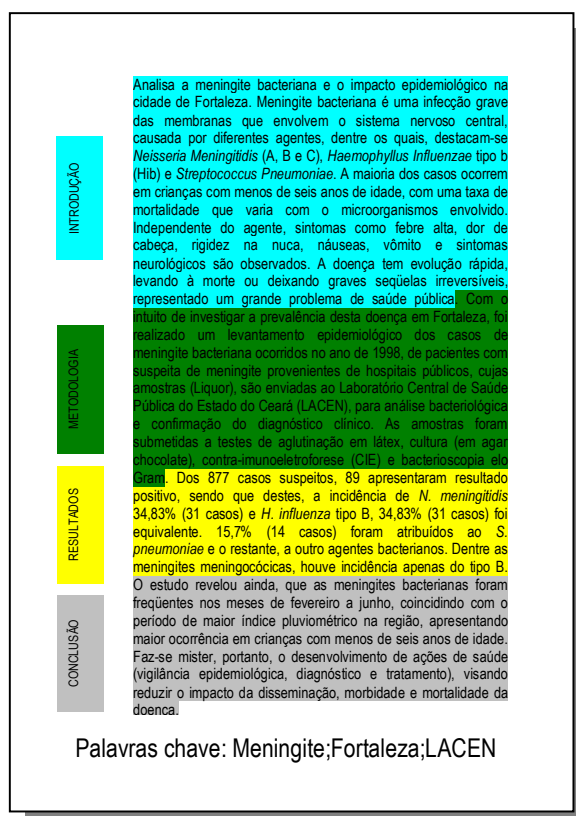 Analisa a meningite bacteriana e o impacto epidemiológico na
cidade de Fortaleza. Meningite bacteriana é uma infecção grave
das membranas que envolvem o sistema nervoso central,
causada por diferentes agentes, dentre os quais, destacam-se
Neisseria Meningitidis (A, B e C), Haemophyllus Influenzae tipo b
(Hib) e Streptococcus Pneumoniae. A maioria dos casos ocorrem
em crianças com menos de seis anos de idade, com uma taxa de
mortalidade que varia com o microorganismos envolvido.
Independente do agente, sintomas como febre alta, dor de
cabeça, rigidez na nuca, náuseas, vômito e sintomas
neurológicos são observados. A doença tem evolução rápida,
levando à morte ou deixando graves seqüelas irreversíveis,
representado um grande problema de saúde pública. Com o
intuito de investigar a prevalência desta doença em Fortaleza, foi
realizado um levantamento epidemiológico dos casos de
meningite bacteriana ocorridos no ano de 1998, de pacientes com
suspeita de meningite provenientes de hospitais públicos, cujas
amostras (Liquor), são enviadas ao Laboratório Central de Saúde
Pública do Estado do Ceará (LACEN), para análise bacteriológica
e confirmação do diagnóstico clínico. As amostras foram
submetidas a testes de aglutinação em látex, cultura (em agar
chocolate), contra-imunoeletroforese (CIE) e bacterioscopia elo
Gram. Dos 877 casos suspeitos, 89 apresentaram resultado
positivo, sendo que destes, a incidência de N. meningitidis
34,83% (31 casos) e H. influenza tipo B, 34,83% (31 casos) foi
equivalente. 15,7% (14 casos) foram atribuídos ao S.
pneumoniae e o restante, a outro agentes bacterianos. Dentre as
meningites meningocócicas, houve incidência apenas do tipo B.
O estudo revelou ainda, que as meningites bacterianas foram
freqüentes nos meses de fevereiro a junho, coincidindo com o
período de maior índice pluviométrico na região, apresentando
maior ocorrência em crianças com menos de seis anos de idade.
Faz-se mister, portanto, o desenvolvimento de ações de saúde
(vigilância epidemiológica, diagnóstico e tratamento), visando
reduzir o impacto da disseminação, morbidade e mortalidade da
doença.
INTRODUÇÃO
METODOLOGIA
RESULTADOS
CONCLUSÃO
Palavras chave: Meningite;Fortaleza;LACEN